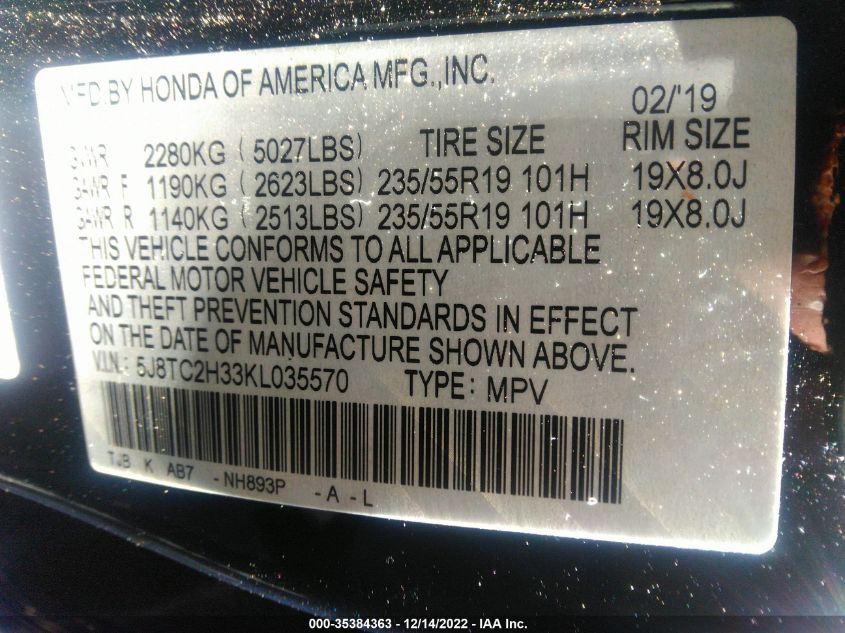 MFD. BY HONDA OF AMERICA MFG., INC.
02/'19
GVWR 2280KG ( 5027LBS) TIRE SIZE RIM SIZE
GAWR F 1190KG ( 2623LBS) 235/55R19 101H 19X8.0J
GAWR R 1140KG ( 2513LBS) 235/55R19 101H 19X8.0J
THIS VEHICLE CONFORMS TO ALL APPLICABLE
FEDERAL MOTOR VEHICLE SAFETY
AND THEFT PREVENTION STANDARDS IN EFFECT
ON THE DATE OF MANUFACTURE SHOWN ABOVE.
V.I.N.: 5J8TC2H33KL035570 TYPE: MPV
TJB K AB7 -NH893P -A-L
000-35384363 - 12/14/2022 - IAA Inc.